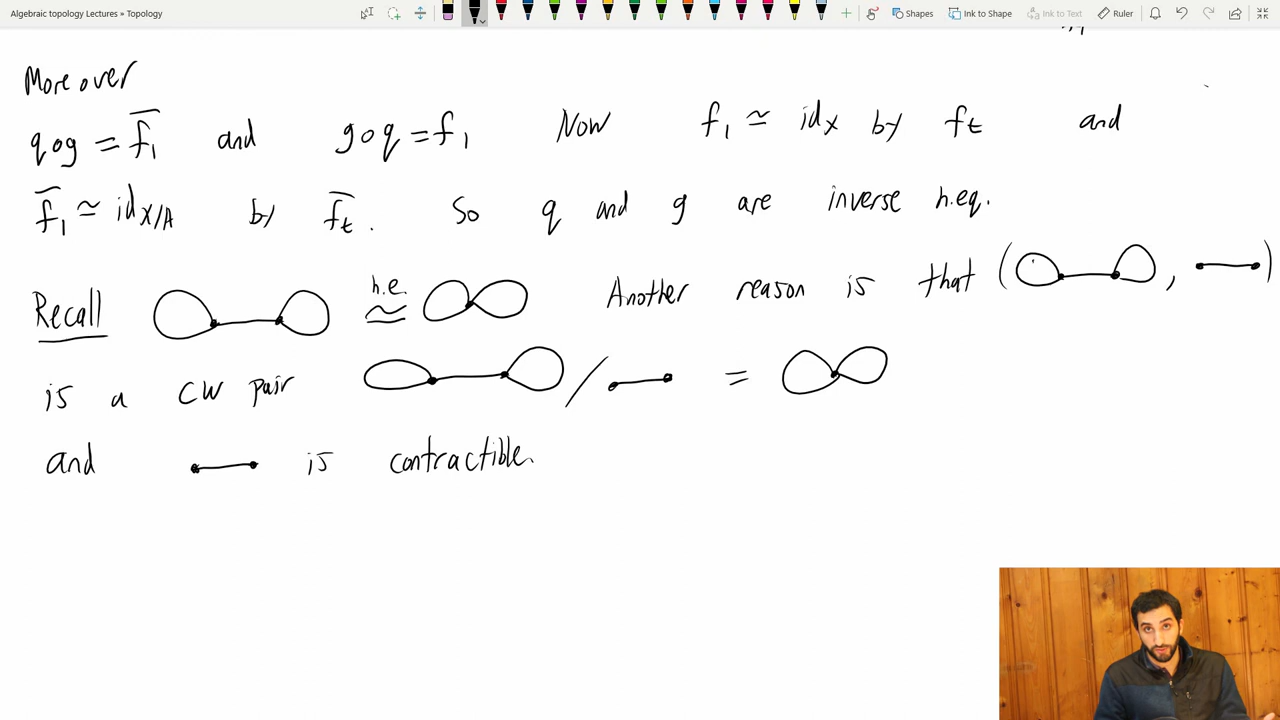 Algebraic topology Lectures » Topology
Shapes Ink to Shape Ink to Text Ruler
Moreover
q∘g = f̅₁ and g∘q = f₁ Now f₁ ≃ id_X by f_t and
f̅₁ ≃ id_{X/A} by f̅_t. So q and g are inverse h.eq.
Recall h.e. ≃ Another reason is that ( , )
is a CW pair / =
and is contractible.